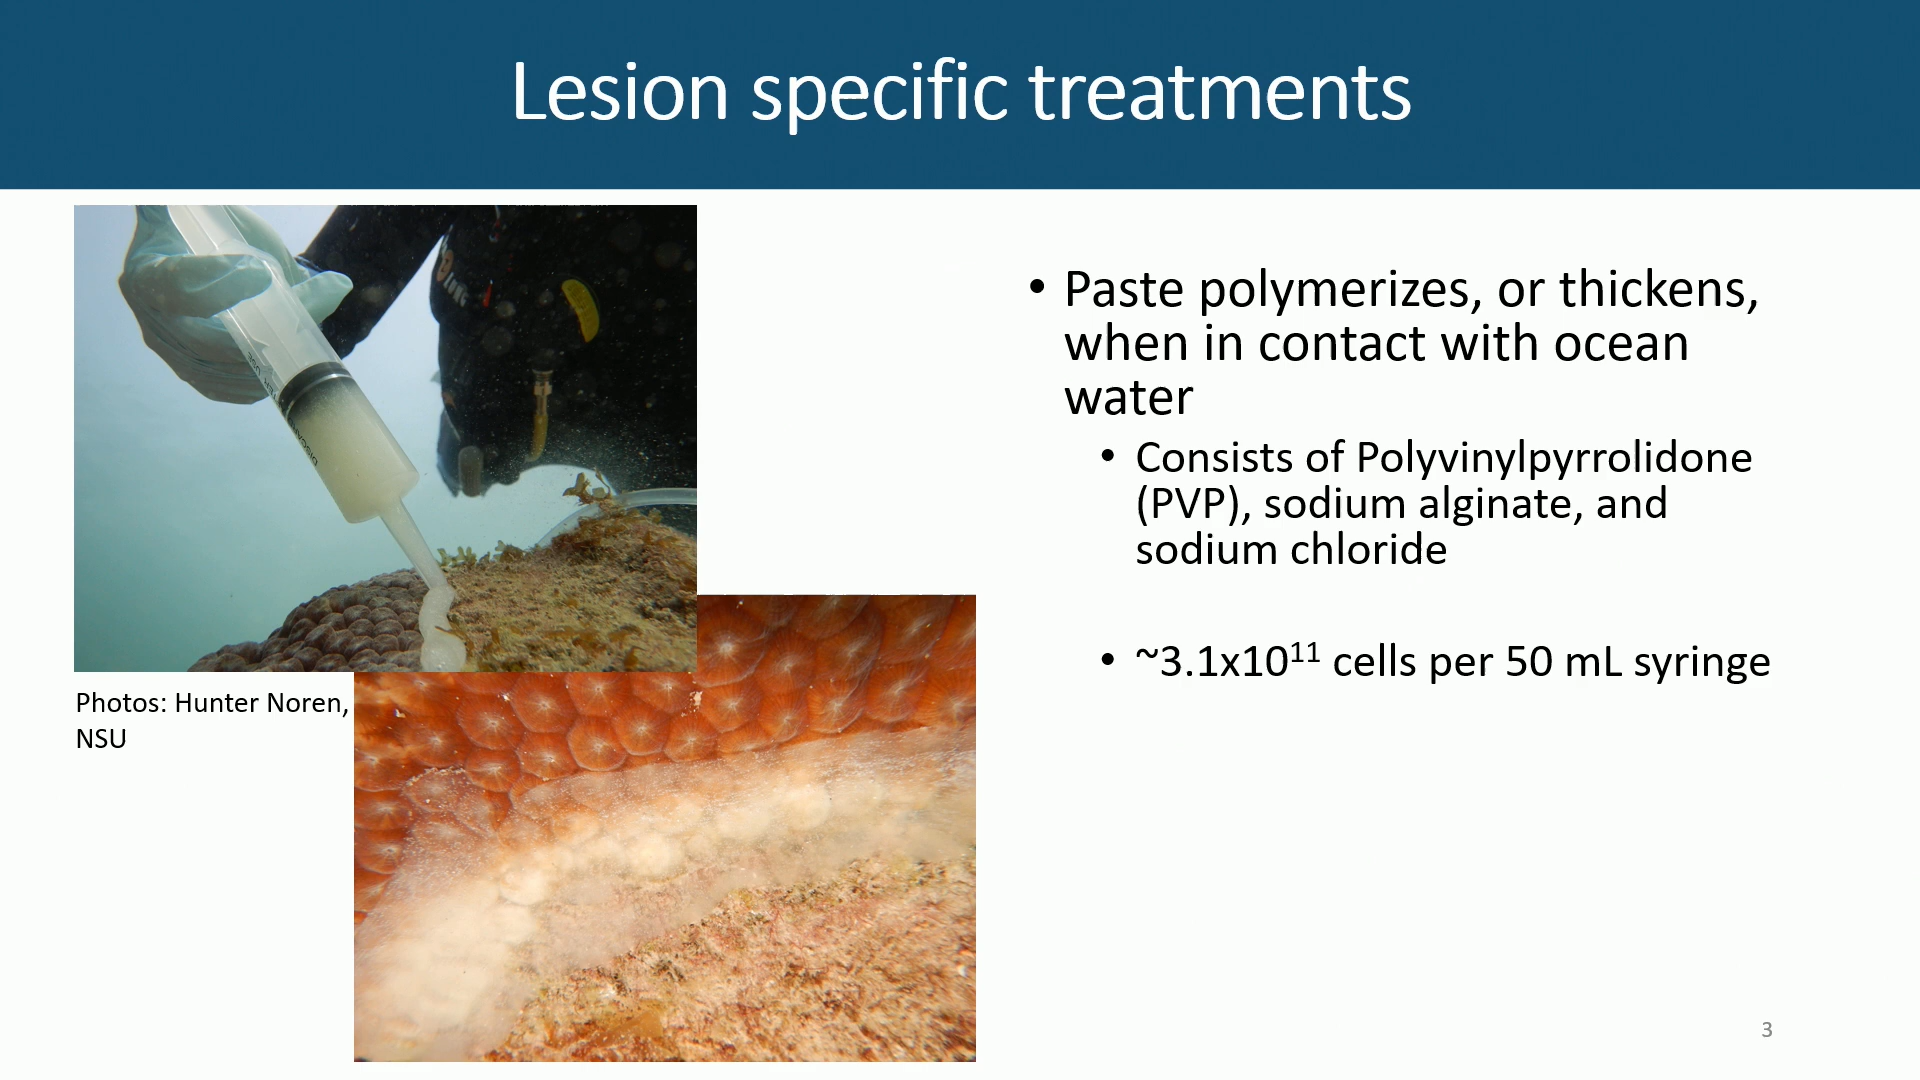 Lesion specific treatments
• Paste polymerizes, or thickens,
when in contact with ocean
water
• Consists of Polyvinylpyrrolidone
(PVP), sodium alginate, and
sodium chloride
• ~3.1x10¹¹ cells per 50 mL syringe
Photos: Hunter Noren,
NSU
3